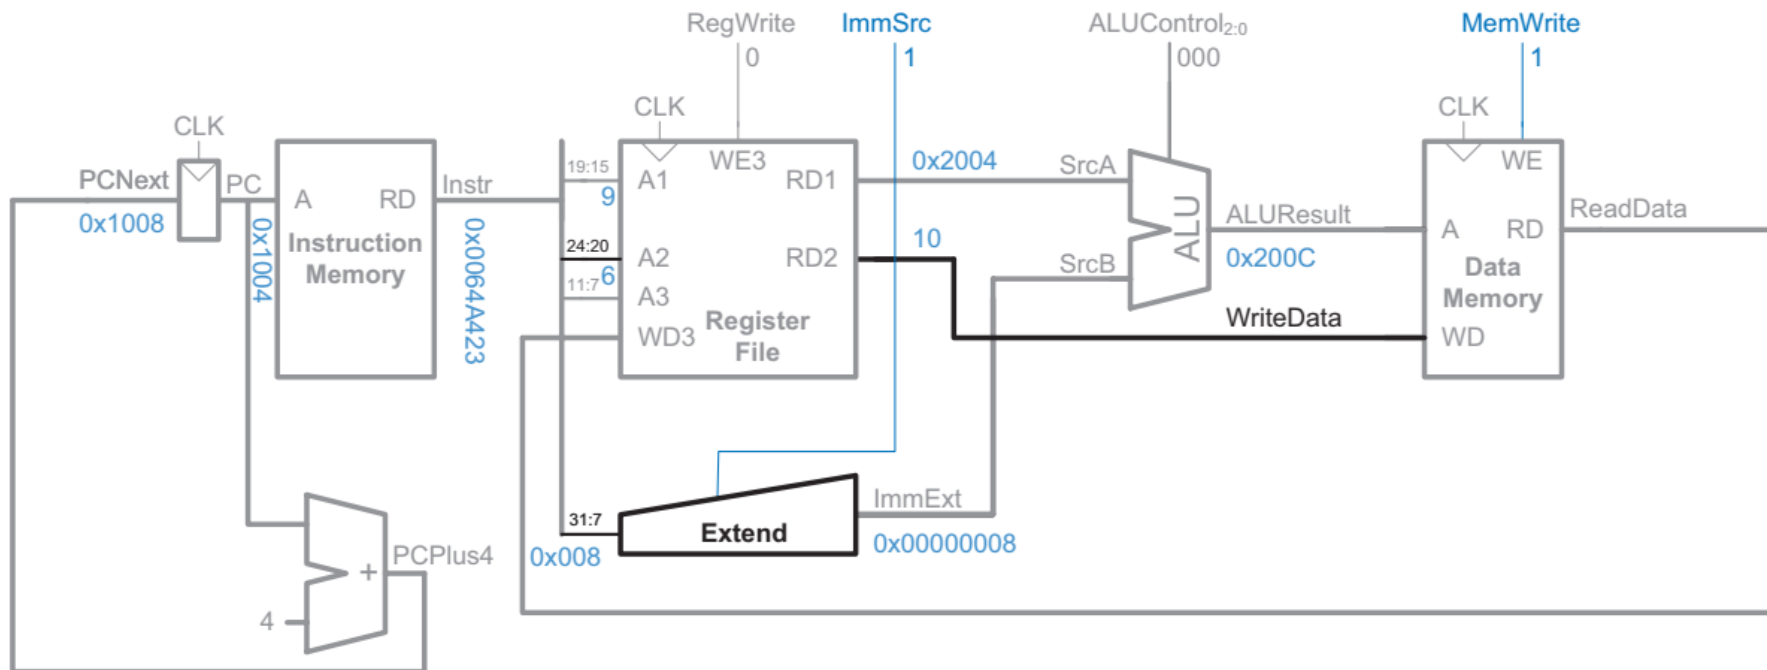 RegWrite
0
ImmSrc
1
ALUControl2:0
000
MemWrite
1
CLK
PCNext
0x1008
PC
0x1004
A
RD
Instruction
Memory
Instr
0x0064A423
CLK
WE3
19:15
9
A1
RD1
0x2004
24:20
6
A2
RD2
10
11:7
A3
WD3
Register
File
SrcA
SrcB
ALU
ALUResult
0x200C
WriteData
CLK
WE
A
RD
Data
Memory
WD
ReadData
31:7
0x008
Extend
ImmExt
0x00000008
PCPlus4
+
4